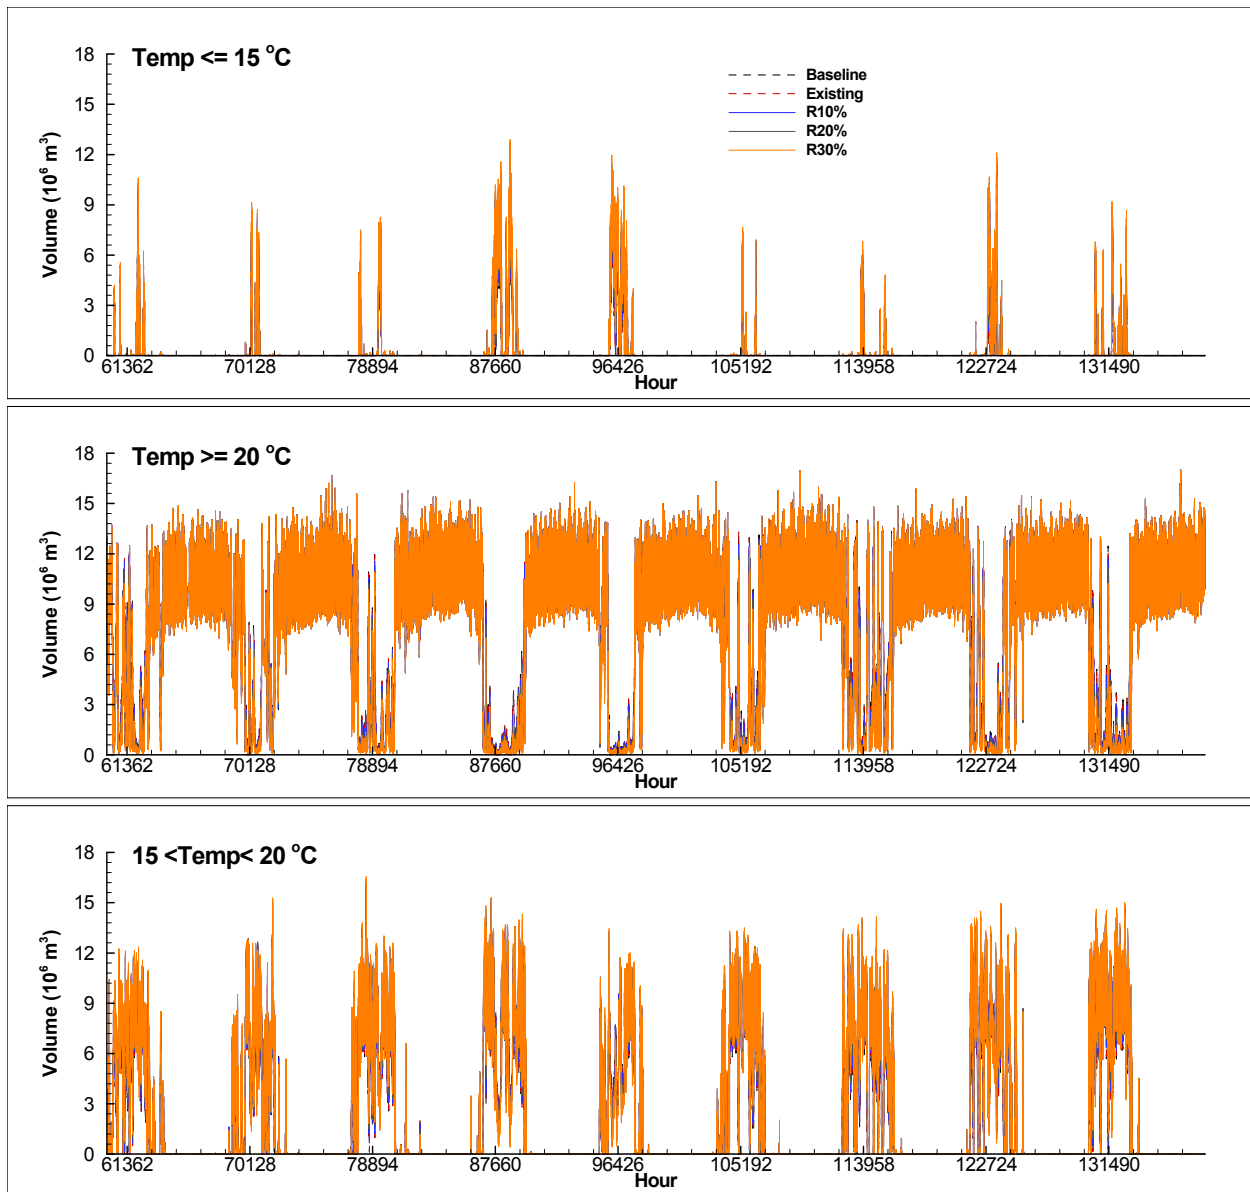 Temp <= 15 °C
Baseline
Existing
R10%
R20%
R30%
Volume (10⁶ m³)
18
15
12
9
6
3
0
61362 70128 78894 87660 96426 105192 113958 122724 131490
Hour
Temp >= 20 °C
Volume (10⁶ m³)
18
15
12
9
6
3
0
61362 70128 78894 87660 96426 105192 113958 122724 131490
Hour
15 <Temp< 20 °C
Volume (10⁶ m³)
18
15
12
9
6
3
0
61362 70128 78894 87660 96426 105192 113958 122724 131490
Hour